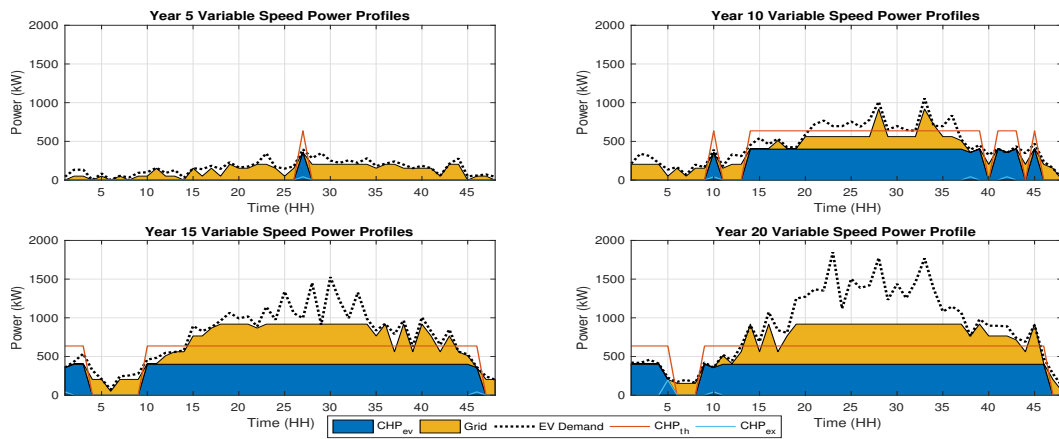 Year 5 Variable Speed Power Profiles
2000
1500
1000
500
0
Power (kW)
5 10 15 20 25 30 35 40 45
Time (HH)
Year 10 Variable Speed Power Profiles
2000
1500
1000
500
0
Power (kW)
5 10 15 20 25 30 35 40 45
Time (HH)
Year 15 Variable Speed Power Profiles
2000
1500
1000
500
0
Power (kW)
5 10 15 20 25 30 35 40 45
Time (HH)
Year 20 Variable Speed Power Profile
2000
1500
1000
500
0
Power (kW)
5 10 15 20 25 30 35 40 45
Time (HH)
CHP_ev Grid EV Demand CHP_th CHP_ex